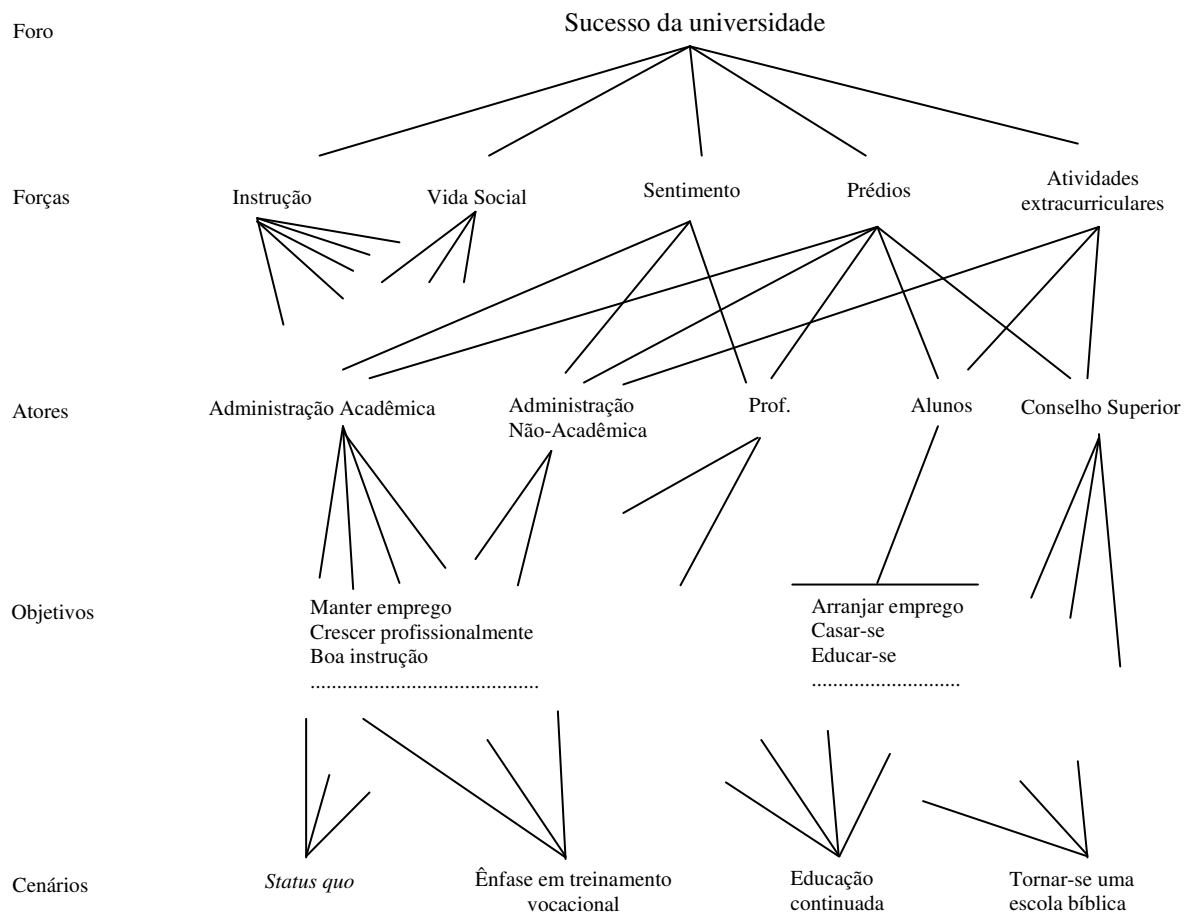 Foro
Sucesso da universidade
Forças
Instrução
Vida Social
Sentimento
Prédios
Atividades
extracurriculares
Atores
Administração Acadêmica
Administração
Não-Acadêmica
Prof.
Alunos
Conselho Superior
Objetivos
Manter emprego
Crescer profissionalmente
Boa instrução
..........................................
Arranjar emprego
Casar-se
Educar-se
...........................
Cenários
Status quo
Ênfase em treinamento
vocacional
Educação
continuada
Tornar-se uma
escola bíblica